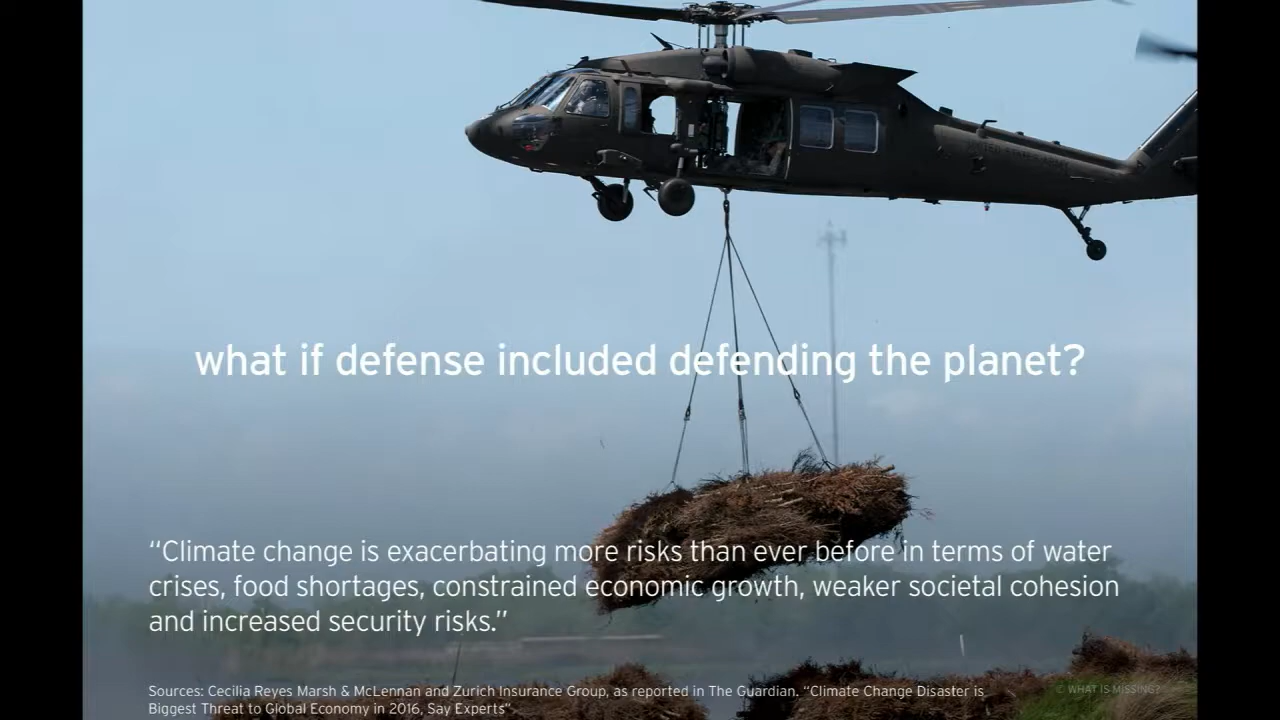 UNITED STATES ARMY
what if defense included defending the planet?
“Climate change is exacerbating more risks than ever before in terms of water
crises, food shortages, constrained economic growth, weaker societal cohesion
and increased security risks.”
Sources: Cecilia Reyes Marsh & McLennan and Zurich Insurance Group, as reported in The Guardian. “Climate Change Disaster is
Biggest Threat to Global Economy in 2016, Say Experts”
© WHAT IS MISSING?